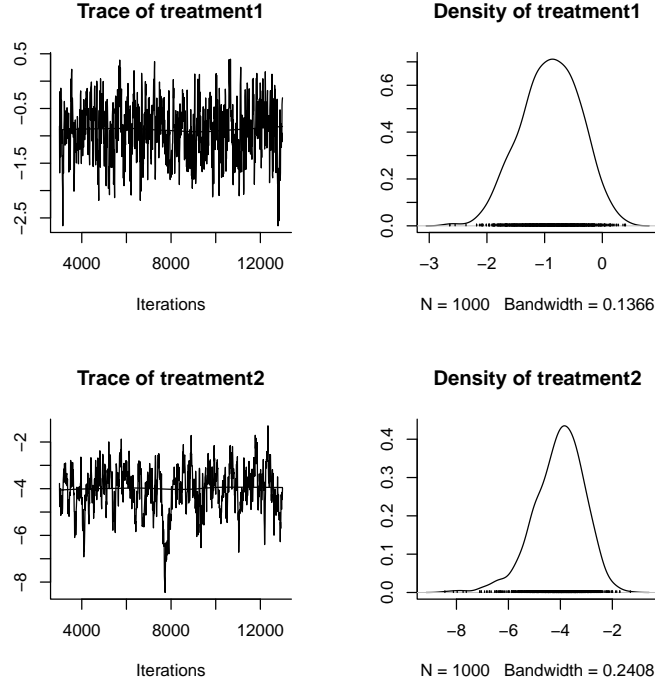 Trace of treatment1
0.5
−0.5
−1.5
−2.5
4000 8000 12000
Iterations
Density of treatment1
0.6
0.4
0.2
0.0
−3 −2 −1 0
N = 1000 Bandwidth = 0.1366
Trace of treatment2
−2
−4
−6
−8
4000 8000 12000
Iterations
Density of treatment2
0.4
0.3
0.2
0.1
0.0
−8 −6 −4 −2
N = 1000 Bandwidth = 0.2408